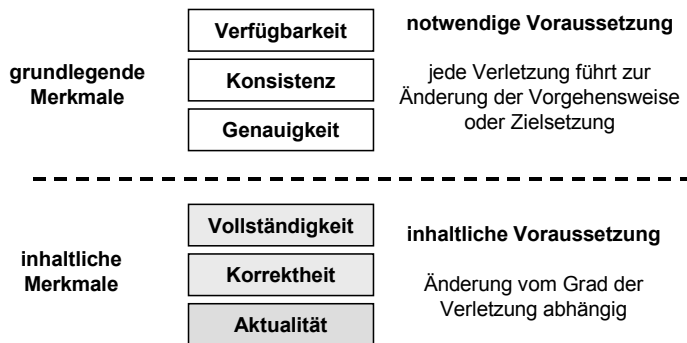 grundlegende
Merkmale
Verfügbarkeit
Konsistenz
Genauigkeit
notwendige Voraussetzung
jede Verletzung führt zur
Änderung der Vorgehensweise
oder Zielsetzung
inhaltliche
Merkmale
Vollständigkeit
Korrektheit
Aktualität
inhaltliche Voraussetzung
Änderung vom Grad der
Verletzung abhängig